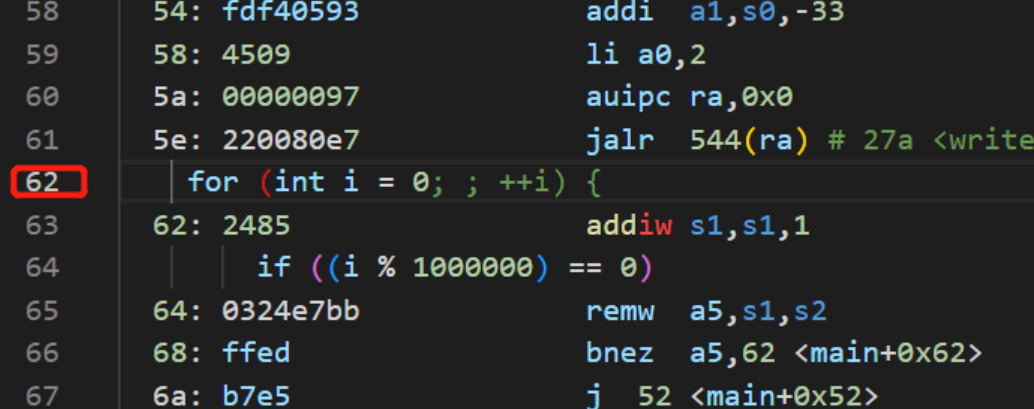 58 54: fdf40593 addi a1,s0,-33
59 58: 4509 li a0,2
60 5a: 00000097 auipc ra,0x0
61 5e: 220080e7 jalr 544(ra) # 27a <write
62 for (int i = 0; ; ++i) {
63 62: 2485 addiw s1,s1,1
64 if ((i % 1000000) == 0)
65 64: 0324e7bb remw a5,s1,s2
66 68: ffed bnez a5,62 <main+0x62>
67 6a: b7e5 j 52 <main+0x52>